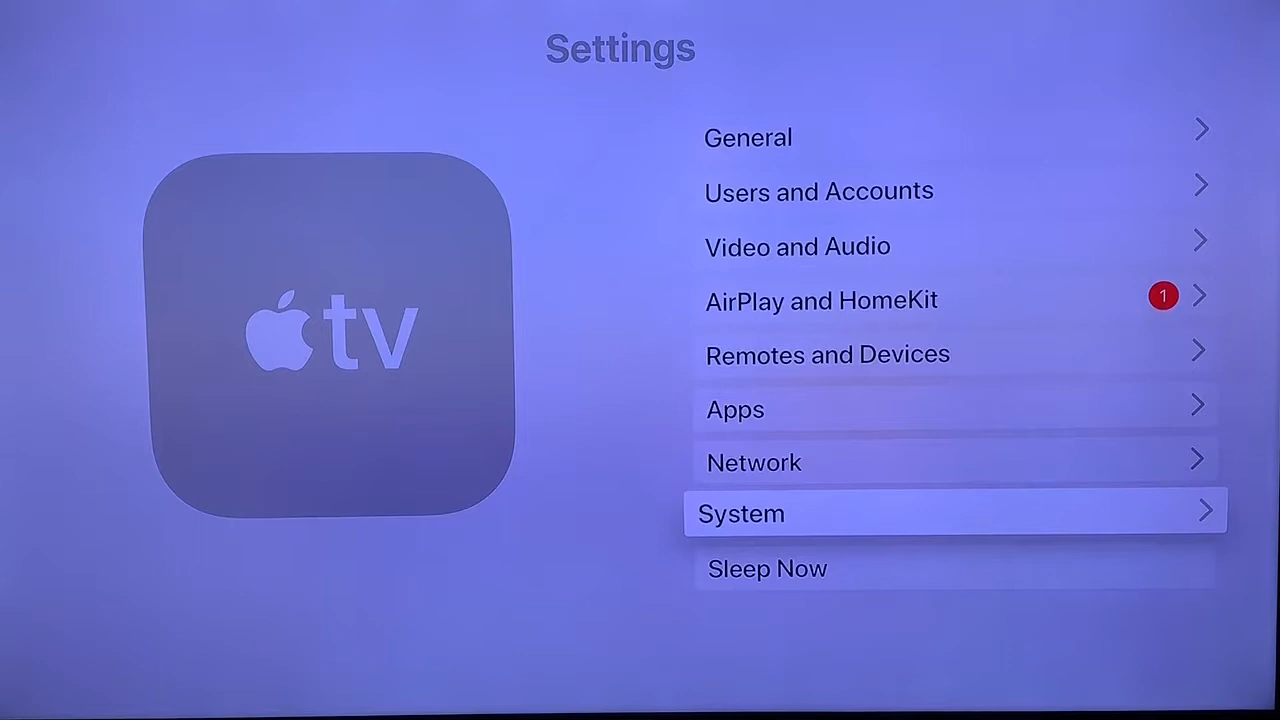 Settings
tv
General
Users and Accounts
Video and Audio
AirPlay and HomeKit 1
Remotes and Devices
Apps
Network
System
Sleep Now